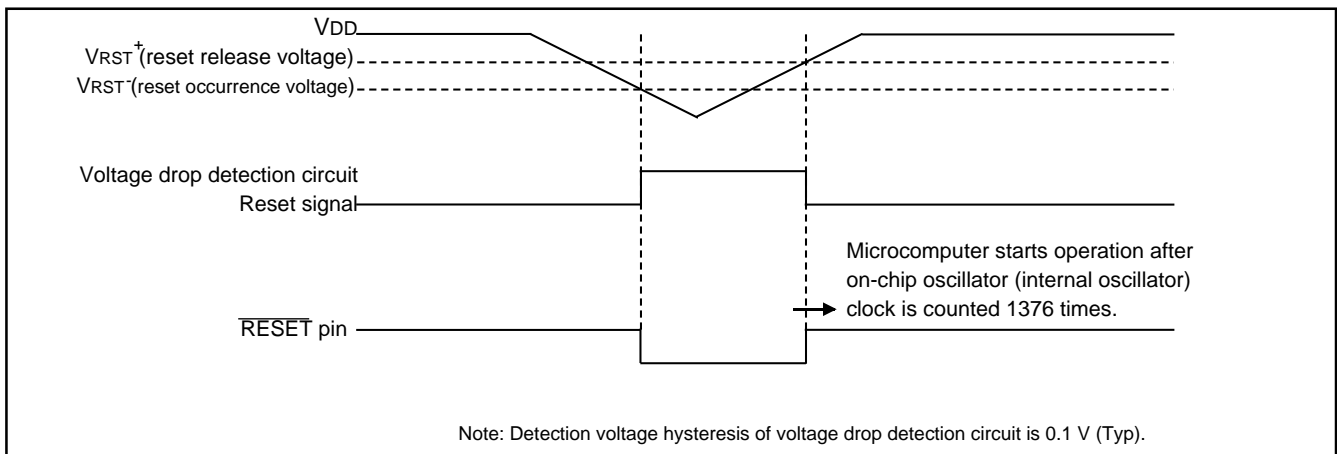 VDD
VRST+(reset release voltage)
VRST-(reset occurrence voltage)
Voltage drop detection circuit
Reset signal
Microcomputer starts operation after
on-chip oscillator (internal oscillator)
clock is counted 1376 times.
RESET pin
Note: Detection voltage hysteresis of voltage drop detection circuit is 0.1 V (Typ).